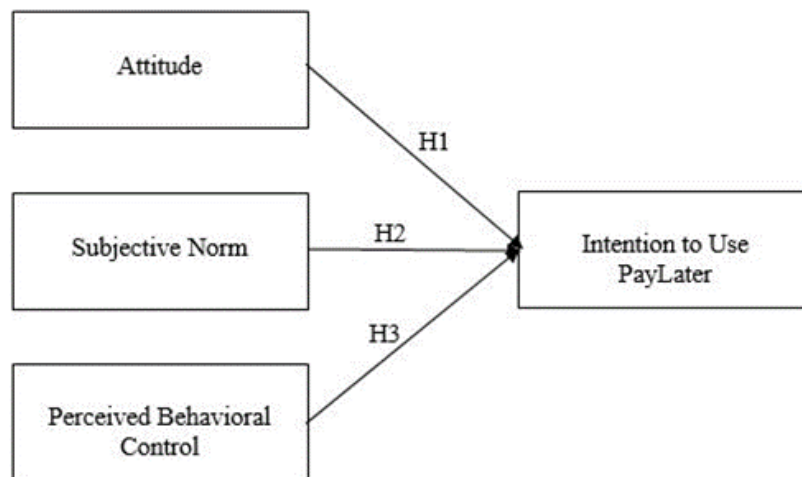 Attitude
H1
Subjective Norm
H2
Intention to Use
PayLater
H3
Perceived Behavioral
Control